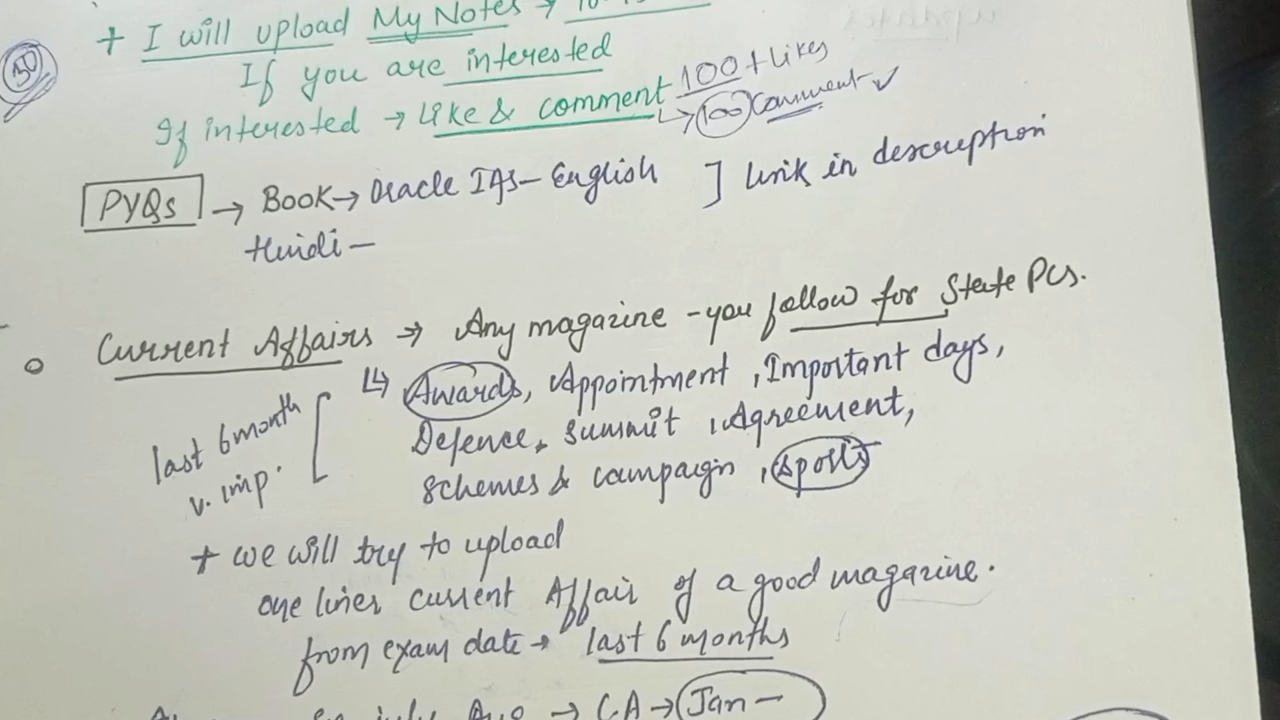 + I will upload My Notes →
If you are interested
If interested → Like & comment 100+ Likes
↳ 100 Comment ✓
30
PYQs → Book → Oracle IAS - English ] link in description
Hindi -
Current Affairs → Any magazine - you follow for State PCS.
↳ Awards, Appointment, Important days,
Defence, Summit, Agreement,
Schemes & campaign, sports
last 6 month
v. imp.
+ we will try to upload
one liner current Affair of a good magazine.
from exam date → last 6 months
→ CA → Jan -